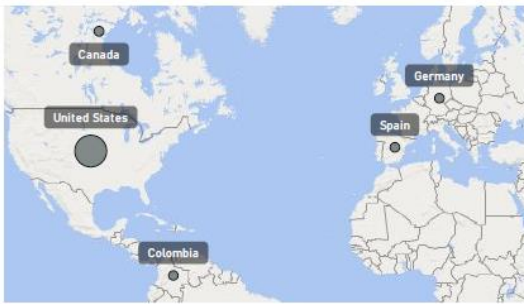 Canada
Germany
United States
Spain
Colombia